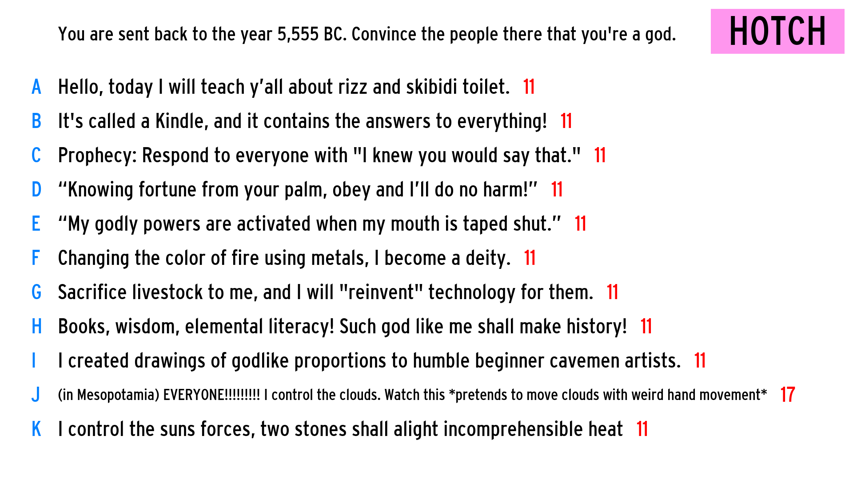 You are sent back to the year 5,555 BC. Convince the people there that you're a god.
HOTCH
A Hello, today I will teach y’all about rizz and skibidi toilet. 11
B It's called a Kindle, and it contains the answers to everything! 11
C Prophecy: Respond to everyone with "I knew you would say that." 11
D “Knowing fortune from your palm, obey and I’ll do no harm!” 11
E “My godly powers are activated when my mouth is taped shut.” 11
F Changing the color of fire using metals, I become a deity. 11
G Sacrifice livestock to me, and I will "reinvent" technology for them. 11
H Books, wisdom, elemental literacy! Such god like me shall make history! 11
I I created drawings of godlike proportions to humble beginner cavemen artists. 11
J (in Mesopotamia) EVERYONE!!!!!!!!! I control the clouds. Watch this *pretends to move clouds with weird hand movement* 17
K I control the suns forces, two stones shall alight incomprehensible heat 11